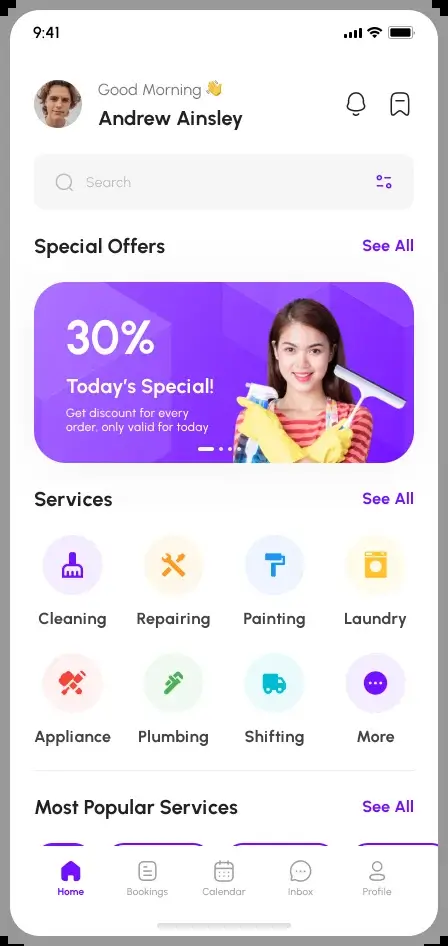 9:41
Good Morning 👋
Andrew Ainsley
Search
Special Offers
See All
30%
Today's Special!
Get discount for every
order, only valid for today
Services
See All
Cleaning
Repairing
Painting
Laundry
Appliance
Plumbing
Shifting
More
Most Popular Services
See All
Home
Bookings
Calendar
Inbox
Profile